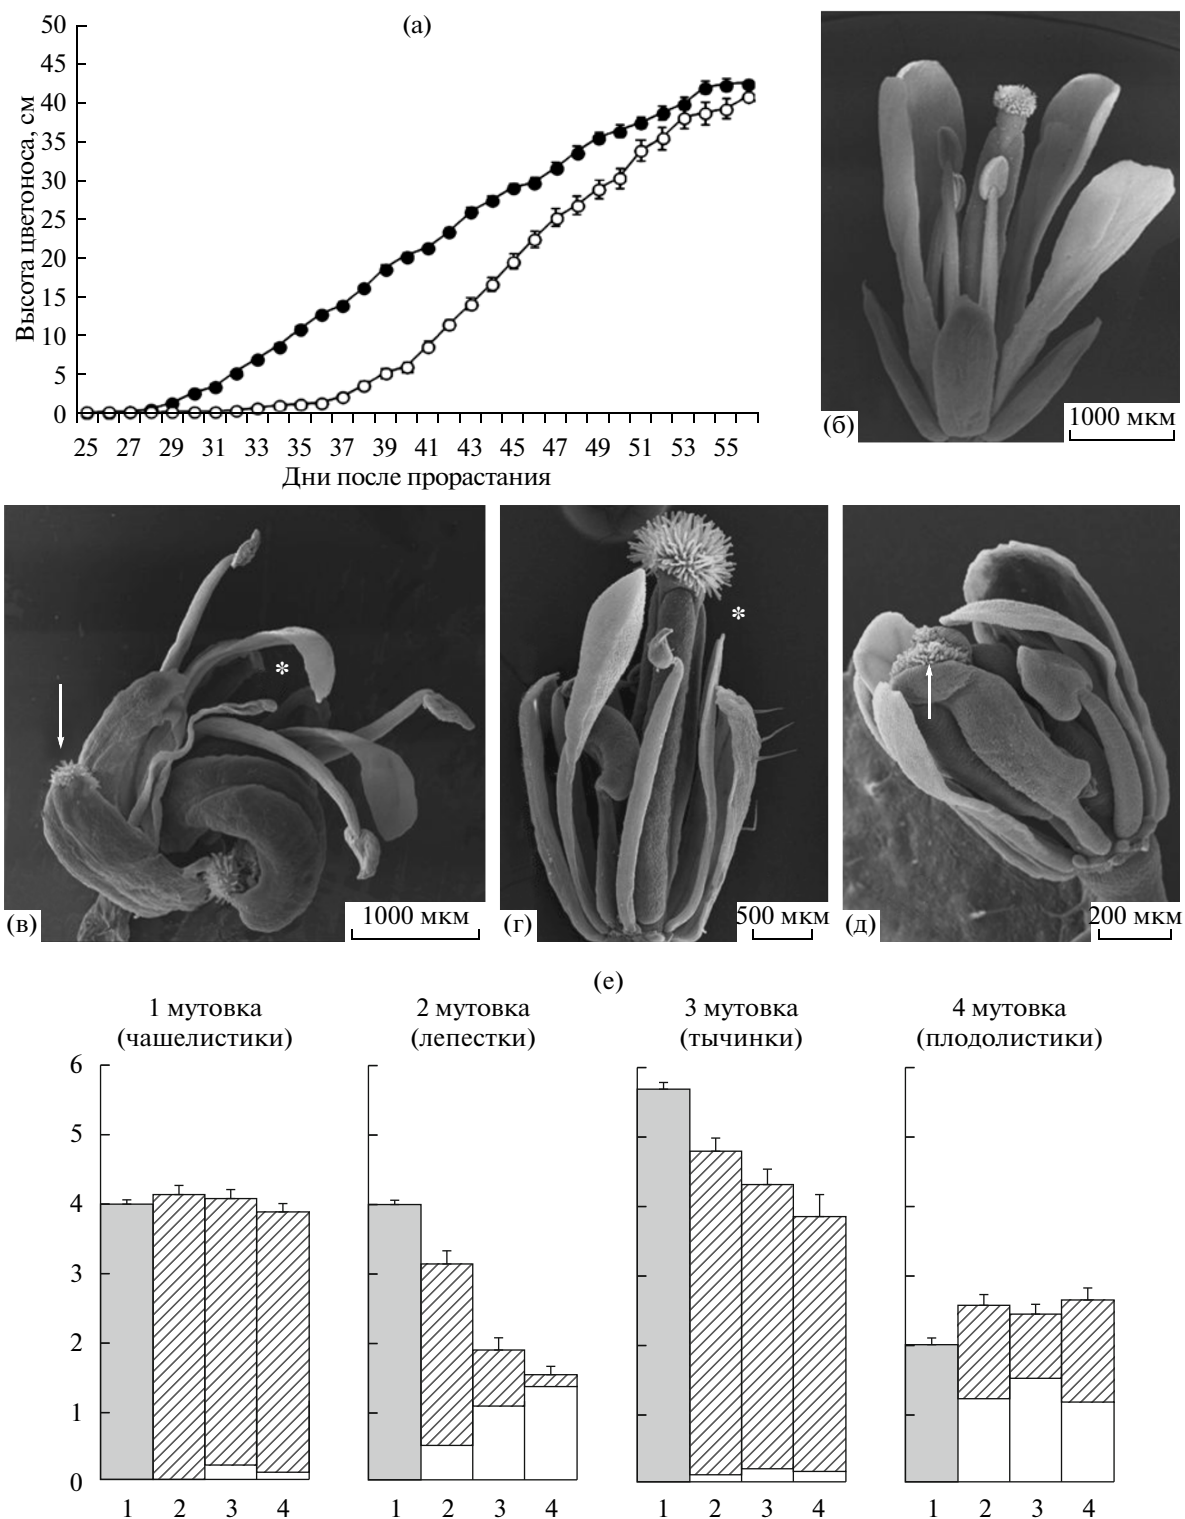 (а)
Высота цветоноса, см
50
45
40
35
30
25
20
15
10
5
0
25 27 29 31 33 35 37 39 41 43 45 47 49 51 53 55
Дни после прорастания
(б)
1000 мкм
*
(в)
1000 мкм
*
(г)
500 мкм
(д)
200 мкм
(е)
1 мутовка
(чашелистики)
2 мутовка
(лепестки)
3 мутовка
(тычинки)
4 мутовка
(плодолистики)
6
5
4
3
2
1
0
1 2 3 4
1 2 3 4
1 2 3 4
1 2 3 4